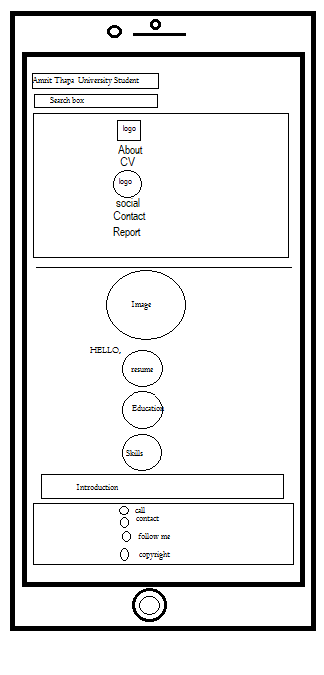 Amrit Thapa University Student
Search box
logo
About
CV
logo
social
Contact
Report
Image
HELLO,
resume
Education
Skills
Introduction
call
contact
follow me
copyright